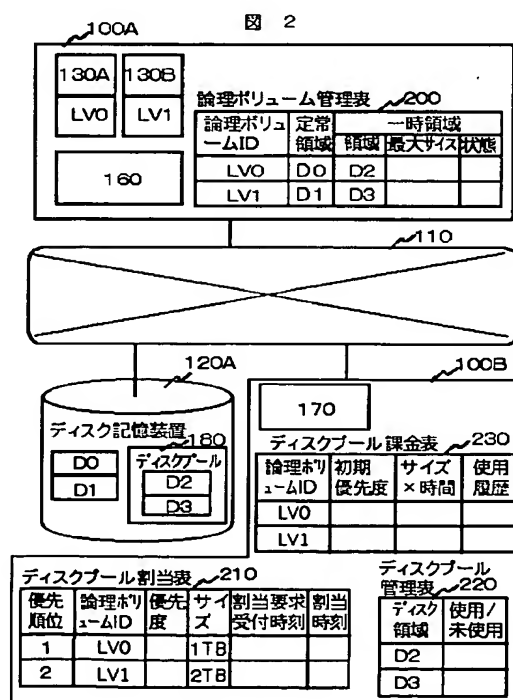 図 2
100A
130A 130B
LV0 LV1
160
論理ボリューム管理表 200
論理ボリュームID 定常領域 一時領域
領域 最大サイズ 状態
LV0 D0 D2
LV1 D1 D3
110
120A
100B
ディスク記憶装置
180
ディスクプール
D0
D1
D2
D3
170
ディスクプール課金表 230
論理ボリュームID 初期優先度 サイズ×時間 使用履歴
LV0
LV1
ディスクプール割当表 210
優先順位 論理ボリュームID 優先度 サイズ 割当要求受付時刻 割当時刻
1 LV0 1TB
2 LV1 2TB
ディスクプール管理表 220
ディスク領域 使用/未使用
D2
D3